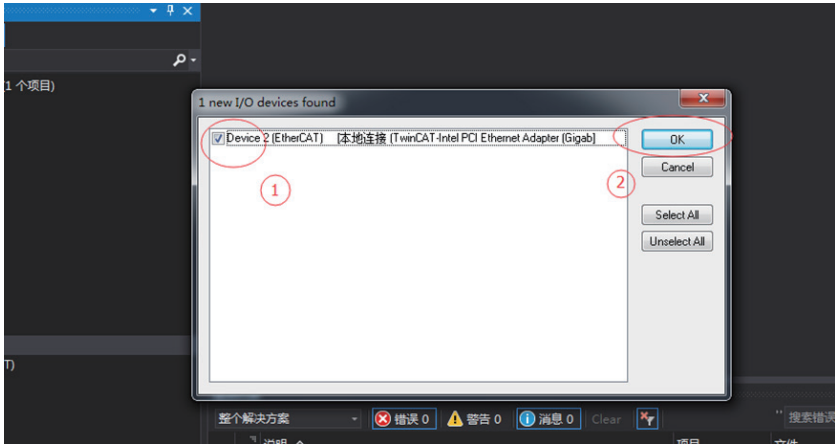 1 个项目)
1 new I/O devices found
Device 2 (EtherCAT) [本地连接 (TwinCAT-Intel PCI Ethernet Adapter (Gigab]
OK
Cancel
Select All
Unselect All
1
2
T)
整个解决方案
错误 0
警告 0
消息 0
Clear
搜索错误
说明
项目
文件